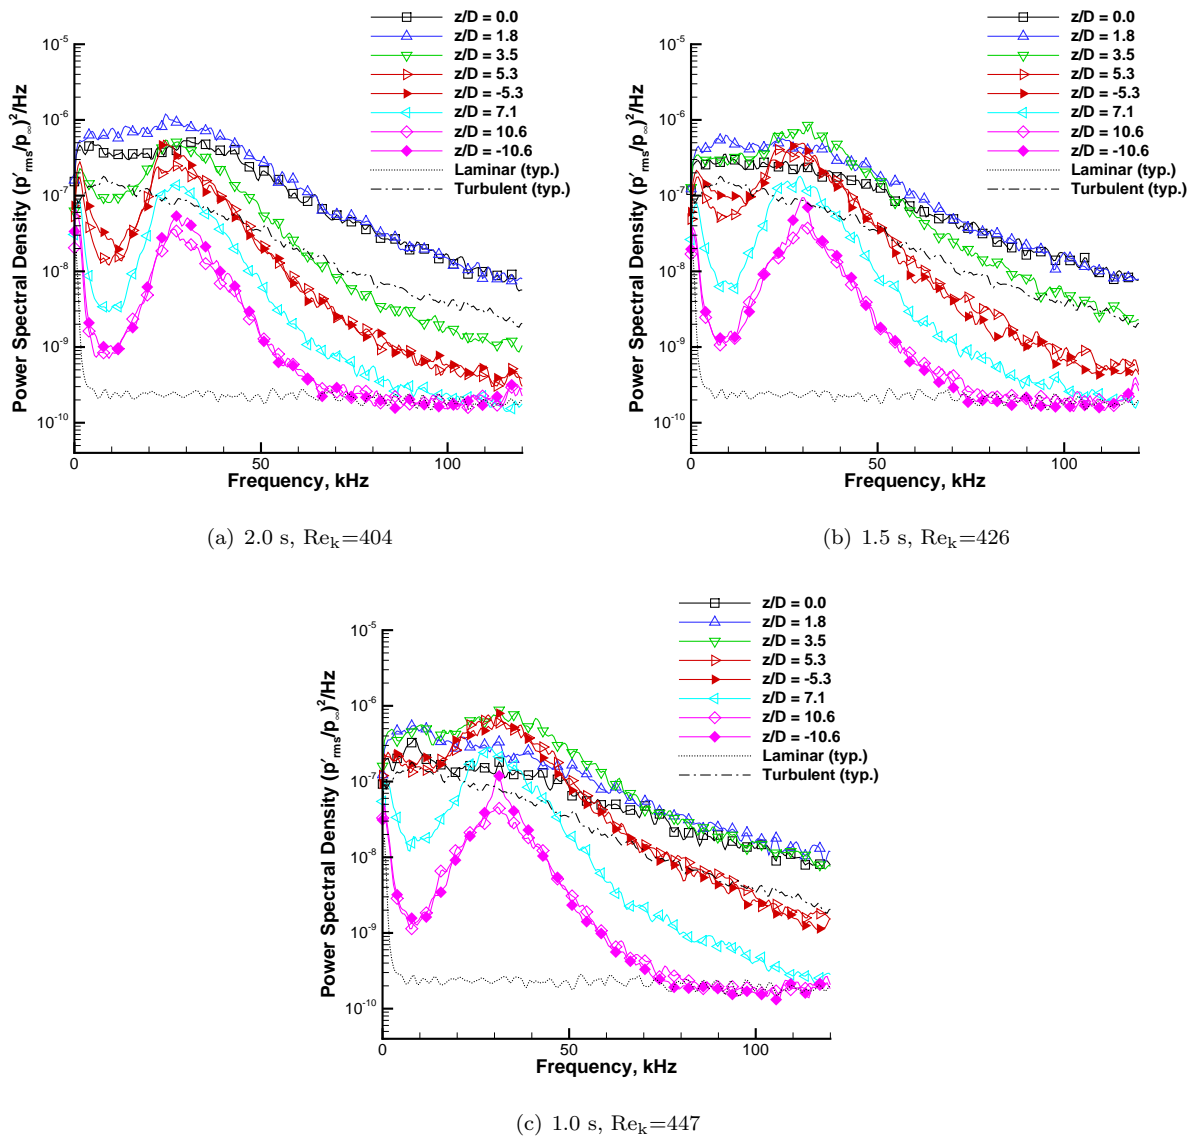 z/D = 0.0
z/D = 1.8
z/D = 3.5
z/D = 5.3
z/D = -5.3
z/D = 7.1
z/D = 10.6
z/D = -10.6
Laminar (typ.)
Turbulent (typ.)
10⁻⁵
10⁻⁶
10⁻⁷
10⁻⁸
10⁻⁹
10⁻¹⁰
Power Spectral Density (p′rms/p∞)²/Hz
0
50
100
Frequency, kHz
(a) 2.0 s, Reₖ=404
z/D = 0.0
z/D = 1.8
z/D = 3.5
z/D = 5.3
z/D = -5.3
z/D = 7.1
z/D = 10.6
z/D = -10.6
Laminar (typ.)
Turbulent (typ.)
10⁻⁵
10⁻⁶
10⁻⁷
10⁻⁸
10⁻⁹
10⁻¹⁰
Power Spectral Density (p′rms/p∞)²/Hz
0
50
100
Frequency, kHz
(b) 1.5 s, Reₖ=426
z/D = 0.0
z/D = 1.8
z/D = 3.5
z/D = 5.3
z/D = -5.3
z/D = 7.1
z/D = 10.6
z/D = -10.6
Laminar (typ.)
Turbulent (typ.)
10⁻⁵
10⁻⁶
10⁻⁷
10⁻⁸
10⁻⁹
10⁻¹⁰
Power Spectral Density (p′rms/p∞)²/Hz
0
50
100
Frequency, kHz
(c) 1.0 s, Reₖ=447